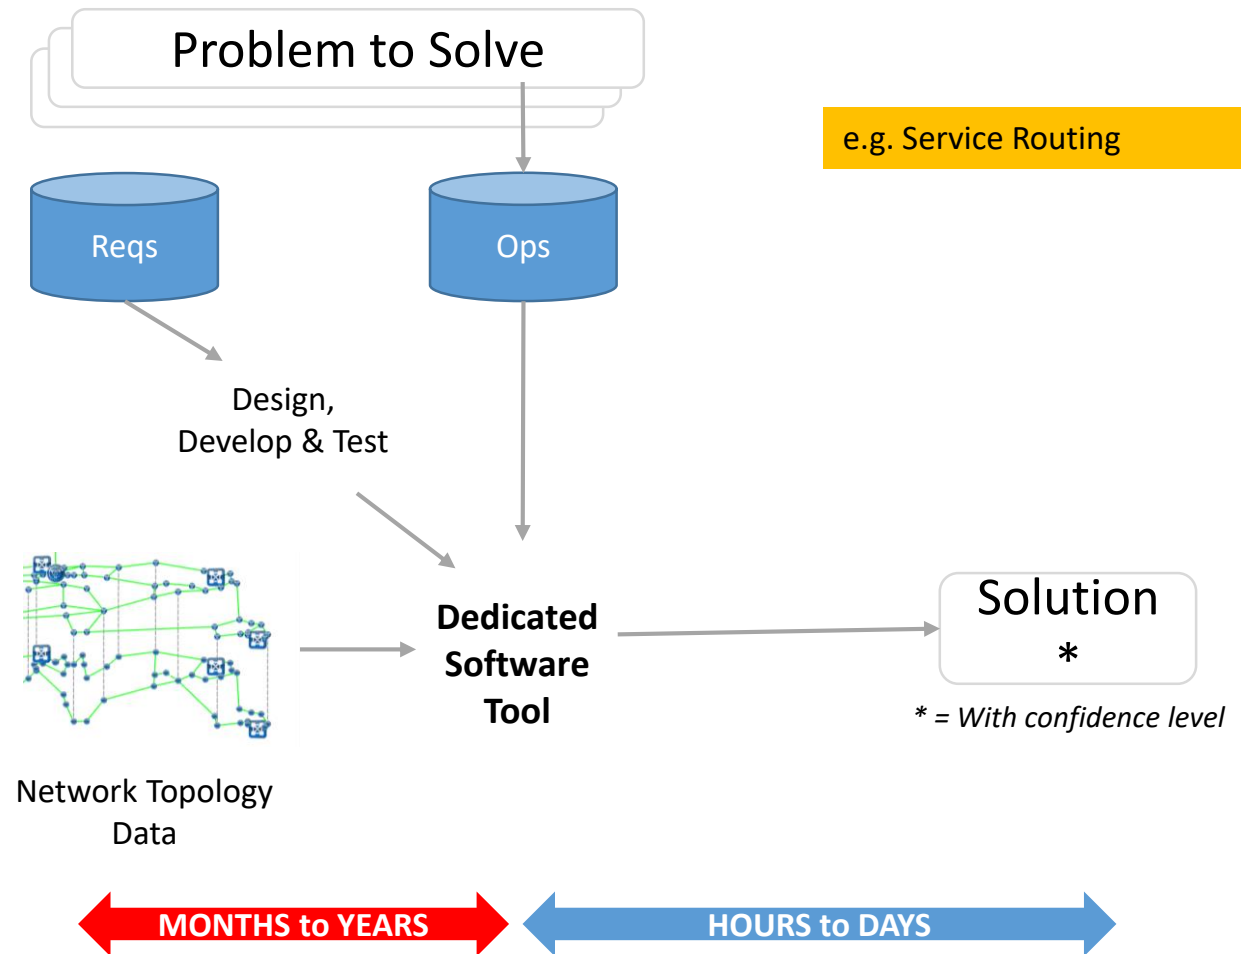 Problem to Solve
e.g. Service Routing
Reqs
Ops
Design,
Develop & Test
Dedicated
Software
Tool
Solution
*
* = With confidence level
Network Topology
Data
MONTHS to YEARS
HOURS to DAYS